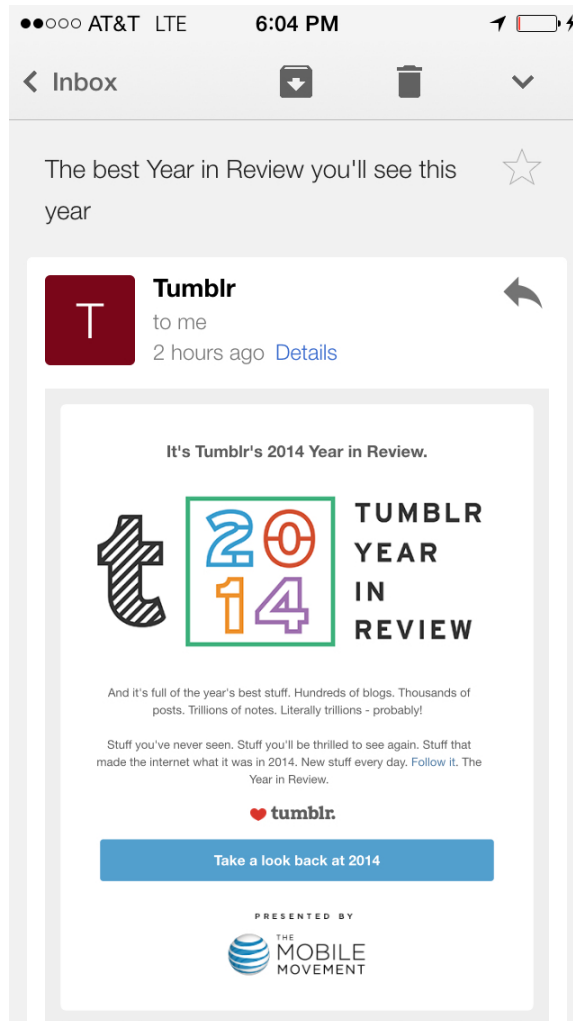 AT&T LTE 6:04 PM
Inbox
The best Year in Review you'll see this
year
T
Tumblr
to me
2 hours ago Details
It's Tumblr's 2014 Year in Review.
t
20
14
TUMBLR
YEAR
IN
REVIEW
And it's full of the year's best stuff. Hundreds of blogs. Thousands of
posts. Trillions of notes. Literally trillions - probably!
Stuff you've never seen. Stuff you'll be thrilled to see again. Stuff that
made the internet what it was in 2014. New stuff every day. Follow it. The
Year in Review.
tumblr.
Take a look back at 2014
PRESENTED BY
THE
MOBILE
MOVEMENT